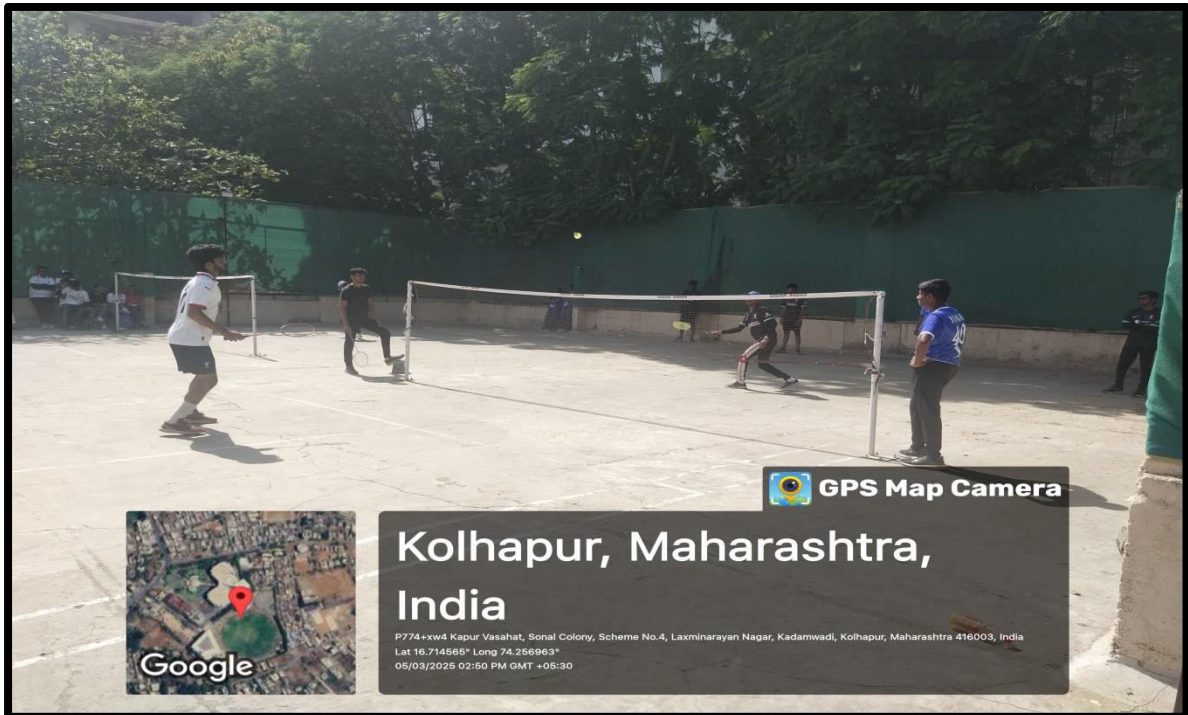 49
GPS Map Camera
Kolhapur, Maharashtra,
India
P774+xw4 Kapur Vasahat, Sonal Colony, Scheme No.4, Laxminarayan Nagar, Kadamwadi, Kolhapur, Maharashtra 416003, India
Lat 16.714565° Long 74.256963°
05/03/2025 02:50 PM GMT +05:30
Google